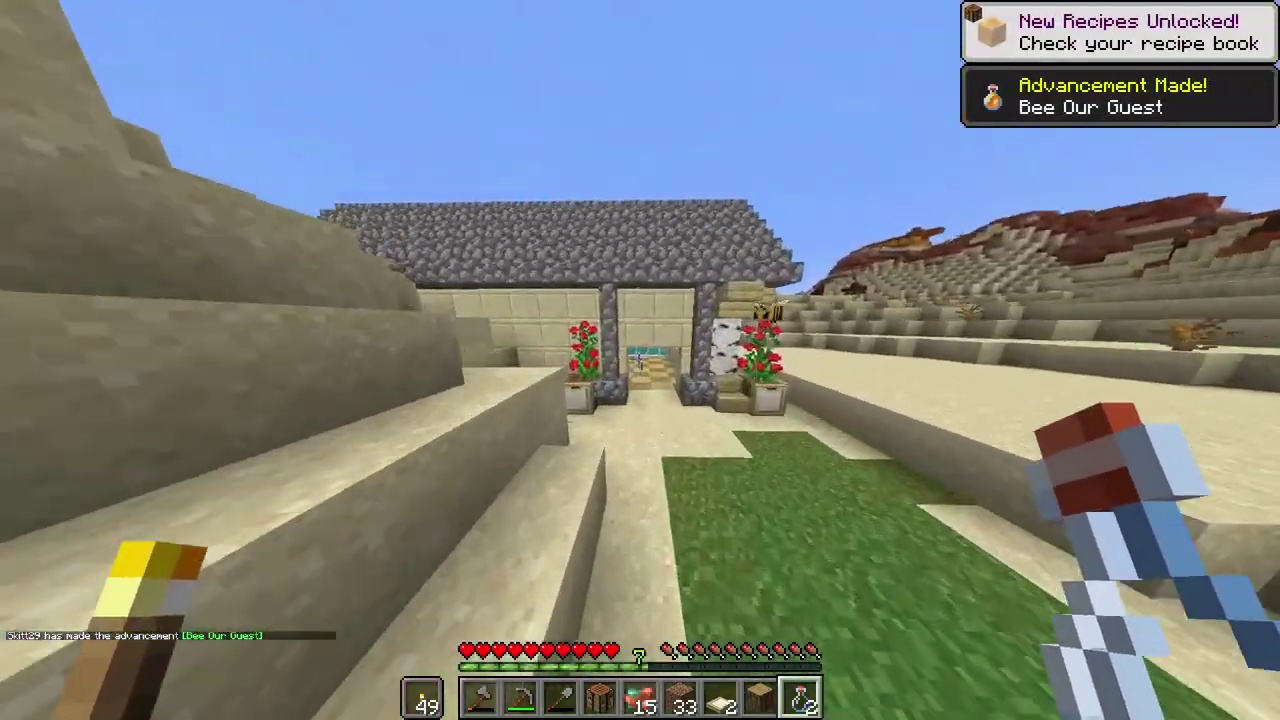 New Recipes Unlocked!
Check your recipe book
Advancement Made!
Bee Our Guest
Skitt29 has made the advancement [Bee Our Guest]
7
49
15
33
2
2